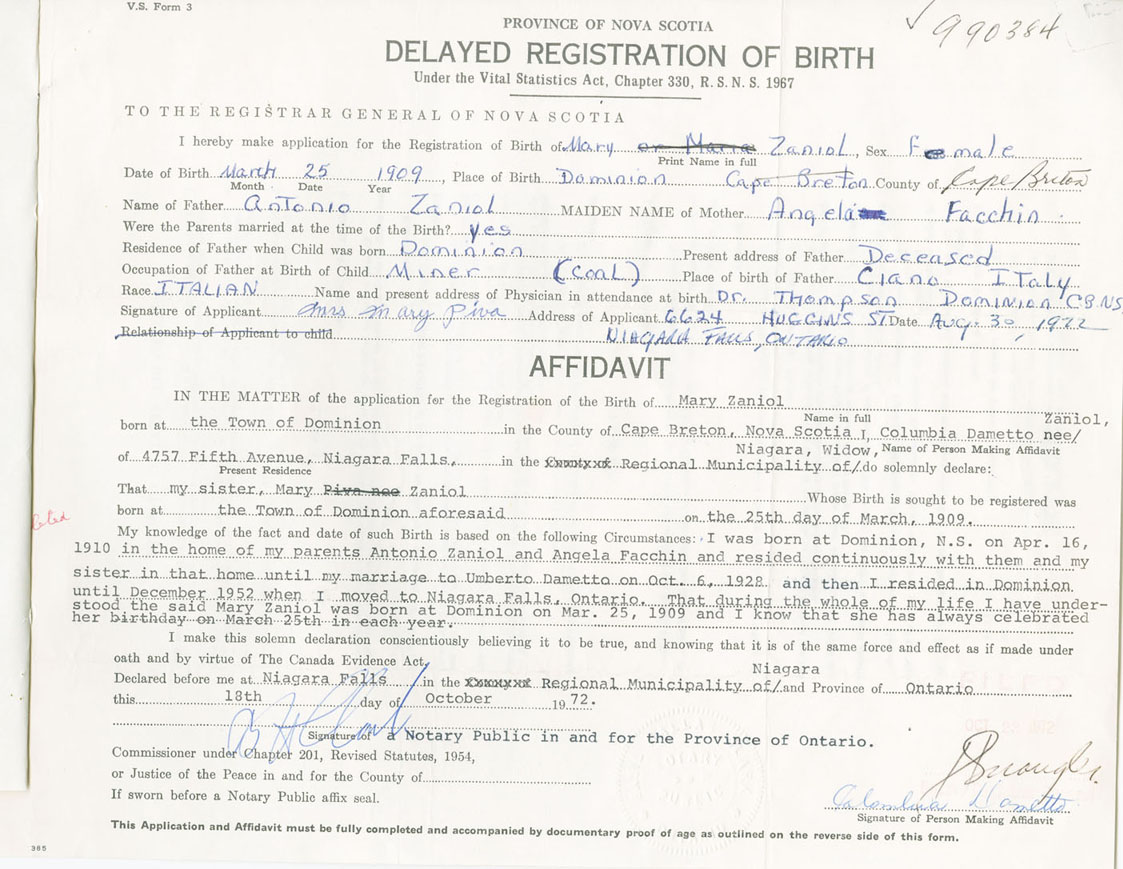 V.S. Form 3
990384
PROVINCE OF NOVA SCOTIA
DELAYED REGISTRATION OF BIRTH
Under the Vital Statistics Act, Chapter 330, R.S.N.S. 1967
TO THE REGISTRAR GENERAL OF NOVA SCOTIA
I hereby make application for the Registration of Birth of Mary or Marie Zaniol, Sex Female
Print Name in full
Date of Birth March 25 1909, Place of Birth Dominion Cape Breton County of Cape Breton
Month Date Year
Name of Father Antonio Zaniol MAIDEN NAME of Mother Angela Facchin
Were the Parents married at the time of the Birth? yes
Residence of Father when Child was born Dominion Present address of Father Deceased
Occupation of Father at Birth of Child Miner (Coal) Place of birth of Father Ciano ITaly
Race ITALIAN Name and present address of Physician in attendance at birth Dr. Thompson Dominion CBNS
Signature of Applicant Mrs Mary Piva Address of Applicant 6624 HUGGINS ST Date Aug. 30, 1972
Relationship of Applicant to child NIAGARA FALLS, ONTARIO
AFFIDAVIT
IN THE MATTER of the application for the Registration of the Birth of Mary Zaniol
Name in full Zaniol,
born at the Town of Dominion in the County of Cape Breton, Nova Scotia I, Columbia Dametto nee/
Niagara, Widow, Name of Person Making Affidavit
of 4757 Fifth Avenue, Niagara Falls, in the Regional Municipality of/do solemnly declare:
Present Residence
That my sister, Mary Piva nee Zaniol Whose Birth is sought to be registered was
born at the Town of Dominion aforesaid on the 25th day of March, 1909.
My knowledge of the fact and date of such Birth is based on the following Circumstances: I was born at Dominion, N.S. on Apr. 16,
1910 in the home of my parents Antonio Zaniol and Angela Facchin and resided continuously with them and my
sister in that home until my marriage to Umberto Dametto on Oct. 6, 1928 and then I resided in Dominion
until December 1952 when I moved to Niagara Falls, Ontario. That during the whole of my life I have under-
stood the said Mary Zaniol was born at Dominion on Mar. 25, 1909 and I know that she has always celebrated
her birthday on March 25th in each year.
I make this solemn declaration conscientiously believing it to be true, and knowing that it is of the same force and effect as if made under
oath and by virtue of The Canada Evidence Act,
Niagara
Declared before me at Niagara Falls in the Regional Municipality of/and Province of Ontario
this 18th day of October 1972.
Signature of a Notary Public in and for the Province of Ontario.
Commissioner under Chapter 201, Revised Statutes, 1954,
or Justice of the Peace in and for the County of
If sworn before a Notary Public affix seal.
Columbia Dametto
Signature of Person Making Affidavit
This Application and Affidavit must be fully completed and accompanied by documentary proof of age as outlined on the reverse side of this form.
365